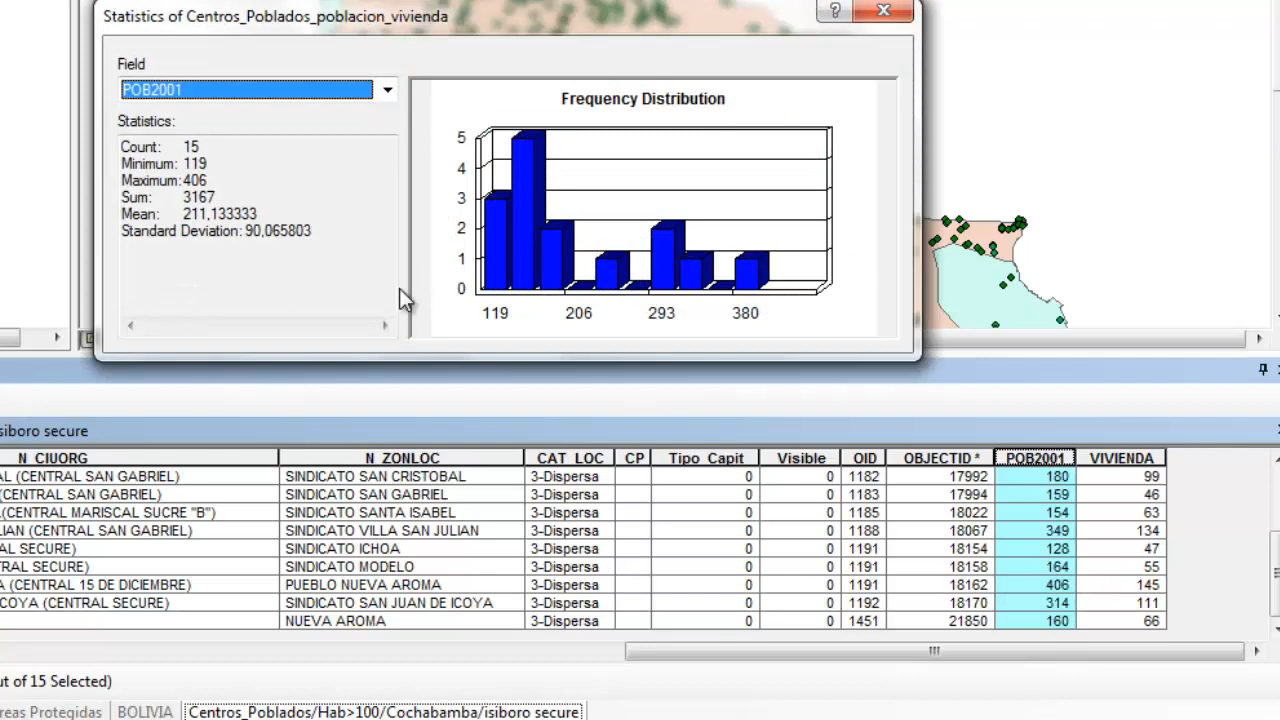 Statistics of Centros_Poblados_poblacion_vivienda
?
Field
POB2001
Statistics:
Count: 15
Minimum: 119
Maximum: 406
Sum: 3167
Mean: 211,133333
Standard Deviation: 90,065803
Frequency Distribution
5
4
3
2
1
0
119 206 293 380
siboro secure
N_CIUORG N_ZONLOC CAT_LOC CP Tipo_Capit Visible OID OBJECTID * POB2001 VIVIENDA
AL (CENTRAL SAN GABRIEL) SINDICATO SAN CRISTOBAL 3-Dispersa 0 0 1182 17992 180 99
(CENTRAL SAN GABRIEL) SINDICATO SAN GABRIEL 3-Dispersa 0 0 1183 17994 159 46
(CENTRAL MARISCAL SUCRE "B") SINDICATO SANTA ISABEL 3-Dispersa 0 0 1185 18022 154 63
LIAN (CENTRAL SAN GABRIEL) SINDICATO VILLA SAN JULIAN 3-Dispersa 0 0 1188 18067 349 134
AL SECURE) SINDICATO ICHOA 3-Dispersa 0 0 1191 18154 128 47
TRAL SECURE) SINDICATO MODELO 3-Dispersa 0 0 1191 18158 164 55
A (CENTRAL 15 DE DICIEMBRE) PUEBLO NUEVA AROMA 3-Dispersa 0 0 1191 18162 406 145
COYA (CENTRAL SECURE) SINDICATO SAN JUAN DE ICOYA 3-Dispersa 0 0 1192 18170 314 111
NUEVA AROMA 3-Dispersa 0 0 1451 21850 160 66
ut of 15 Selected)
reas Protegidas BOLIVIA Centros_Poblados/Hab>100/Cochabamba/isiboro secure